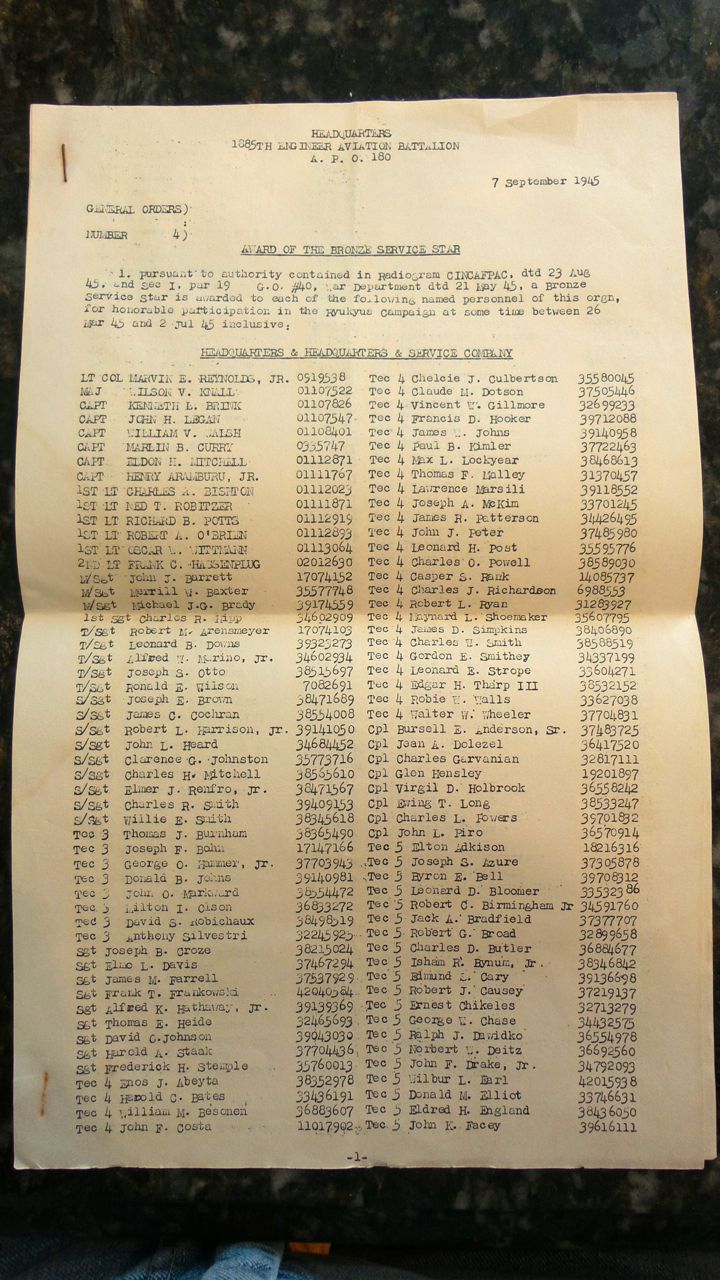 HEADQUARTERS
1885TH ENGINEER AVIATION BATTALION
A. P. O. 180
7 September 1945
GENERAL ORDERS)
:
NUMBER 4)
AWARD OF THE BRONZE SERVICE STAR
1. pursuant to authority contained in Radiogram CINCAFPAC, dtd 23 Aug
45, and Sec I, par 19 G.O. #40, War Department dtd 21 May 45, a Bronze
Service Star is awarded to each of the following named personnel of this orgn,
for honorable participation in the Ryukyus Campaign at some time between 26
Mar 45 and 2 Jul 45 inclusive:
HEADQUARTERS & HEADQUARTERS & SERVICE COMPANY
LT COL MARVIN E. REYNOLDS, JR. 0919538 Tec 4 Chelcie J. Culbertson 35580045
MAJ WILSON V. KNALL 01107522 Tec 4 Claude M. Dotson 37505446
CAPT KENNETH L. BRINK 01107826 Tec 4 Vincent W. Gillmore 32699233
CAPT JOHN H. LEGAN 01107547 Tec 4 Francis D. Hooker 39712088
CAPT WILLIAM V. WALSH 01108401 Tec 4 James W. Johns 39140958
CAPT MARLIN B. CURRY 0355747 Tec 4 Paul B. Kimler 37722463
CAPT ELDON H. MITCHELL 01112871 Tec 4 Max L. Lockyear 38468613
CAPT HENRY ARAMBURU, JR. 01111767 Tec 4 Thomas F. Malley 31370457
1ST LT CHARLES A. BISHTON 01112023 Tec 4 Lawrence Marsili 39118552
1ST LT NED T. ROBITZER 01111871 Tec 4 Joseph A. McKim 33701245
1ST LT RICHARD B. POTTS 01112919 Tec 4 James R. Patterson 34426495
1ST LT ROBERT A. O'BRIEN 01112893 Tec 4 John J. Peter 37485980
1ST LT OSCAR W. WITTMANN 01113064 Tec 4 Leonard H. Post 35595776
2ND LT FRANK C. HASSENPLUG 02012630 Tec 4 Charles O. Powell 38589030
M/Sgt John J. Barrett 17074152 Tec 4 Casper S. Rank 14085737
M/Sgt Merrill W. Baxter 35577748 Tec 4 Charles J. Richardson 6988553
M/Sgt Michael J.G. Brady 39174559 Tec 4 Robert L. Ryan 31283927
1st Sgt Charles R. Hipp 34602909 Tec 4 Maynard L. Shoemaker 35607795
T/Sgt Robert M. Arensmeyer 17074103 Tec 4 James D. Simpkins 38406890
T/Sgt Leonard B. Downs 39325273 Tec 4 Charles W. Smith 38588519
T/Sgt Alfred W. Marino, Jr. 34602934 Tec 4 Gordon E. Smithey 34337199
T/Sgt Joseph S. Otto 38515697 Tec 4 Leonard E. Strope 33604271
T/Sgt Ronald E. Wilson 7082691 Tec 4 Edgar H. Tharp III 38532152
S/Sgt Joseph E. Brown 38471689 Tec 4 Robie W. Walls 33627038
S/Sgt James C. Cochran 38554008 Tec 4 Walter W. Wheeler 37704831
S/Sgt Robert L. Harrison, Jr. 39141050 Cpl Bursell E. Anderson, Sr. 37483725
S/Sgt John L. Heard 34684452 Cpl Jean A. Dolezel 36417520
S/Sgt Clarence G. Johnston 35773716 Cpl Charles Garvanian 32817111
S/Sgt Charles H. Mitchell 38565610 Cpl Glen Hensley 19201897
S/Sgt Elmer J. Renfro, Jr. 38471567 Cpl Virgil D. Holbrook 36558242
S/Sgt Charles R. Smith 39409153 Cpl Ewing T. Long 38533247
S/Sgt Willie E. Smith 38345618 Cpl Charles L. Powers 39701832
Tec 3 Thomas J. Burnham 38365490 Cpl John L. Piro 36570914
Tec 3 Joseph F. Bohn 17147166 Tec 5 Elton Adkison 18216316
Tec 3 George O. Hammer, Jr. 37703943 Tec 5 Joseph S. Azure 37305878
Tec 3 Donald B. Johns 39140981 Tec 5 Byron E. Bell 39708312
Tec 3 John O. Markward 38554472 Tec 5 Leonard D. Bloomer 33532386
Tec 3 Milton I. Olson 36833272 Tec 5 Robert C. Birmingham Jr 34591760
Ted 3 David S. Robichaux 38498519 Tec 5 Jack A. Bradfield 37377707
Tec 3 Anthony Silvestri 32245925 Tec 5 Robert G. Broad 32899658
Sgt Joseph B. Croze 38215024 Tec 5 Charles D. Butler 36884677
Sgt Elmo L. Davis 37467294 Tec 5 Isham R. Bynum, Jr. 38346842
Sgt James M. Farrell 37537929 Tec 5 Edmund L. Cary 39136698
Sgt Frank T. Frankowski 42040584 Tec 5 Robert J. Causey 37219137
Sgt Alfred K. Hathaway, Jr. 39139369 Tec 5 Ernest Chikeles 32713279
Sgt Thomas E. Heide 32465693 Tec 5 George W. Chase 34432575
Sgt David C.Johnson 39043030 Tec 5 Ralph J. Dawidko 36554978
Sgt Harold A. Staak 37704436 Tec 5 Norbert W. Deitz 36692560
Sgt Frederick H. Stemple 35760013 Tec 5 John F. Drake, Jr. 34792093
Tec 4 Enos J. Abeyta 38352978 Tec 5 Wilbur L. Earl 42015938
Tec 4 Harold C. Bates 33436191 Tec 5 Donald M. Elliot 33746631
Tec 4 William M. Besonen 36883607 Tec 5 Eldred H. England 38436050
Tec 4 John F. Costa 11017902 Tec 5 John K. Facey 39616111
-1-